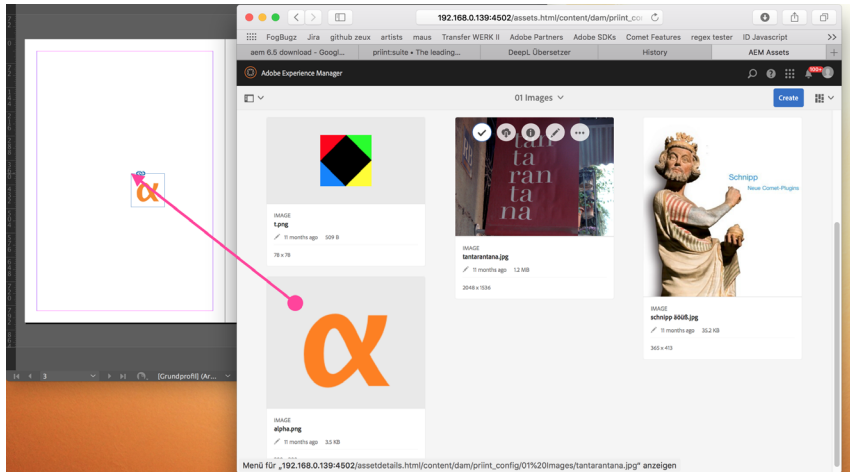 192.168.0.139:4502/assets.html/content/dam/priint_co
FogBugz Jira github zeux artists maus Transfer WERK II Adobe Partners Adobe SDKs Comet Features regex tester ID Javascript >>
aem 6.5 download - Googl... priint:suite • The leading... DeepL Übersetzer History AEM Assets +
Adobe Experience Manager
100+
01 Images
Create
IMAGE
t.png
11 months ago 509 B
78 x 78
tan
ta
ran
ta
na
IMAGE
tantarantana.jpg
11 months ago 1.2 MB
2048 x 1536
Schnipp
Neue Comet-Plugins
IMAGE
schnipp äöüß.jpg
11 months ago 35.2 KB
365 x 413
α
α
IMAGE
alpha.png
11 months ago 3.5 KB
3 [Grundprofil] (Ar...
Menü für „192.168.0.139:4502/assetdetails.html/content/dam/priint_config/01%20Images/tantarantana.jpg“ anzeigen